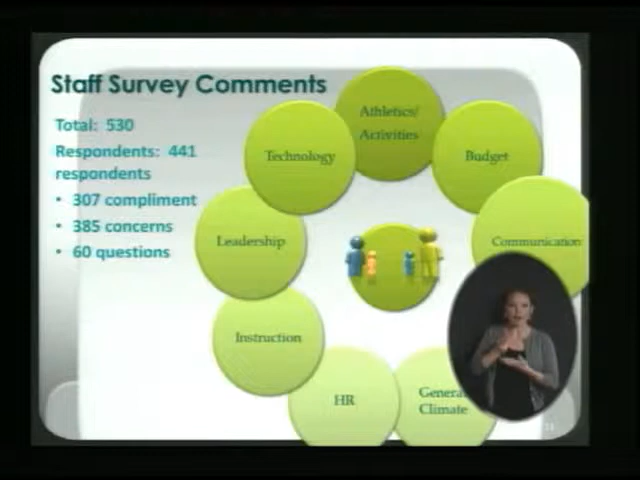 Staff Survey Comments
Total: 530
Respondents: 441
respondents
• 307 compliment
• 385 concerns
• 60 questions
Athletics/
Activities
Technology
Budget
Leadership
Communication
Instruction
HR
General
Climate